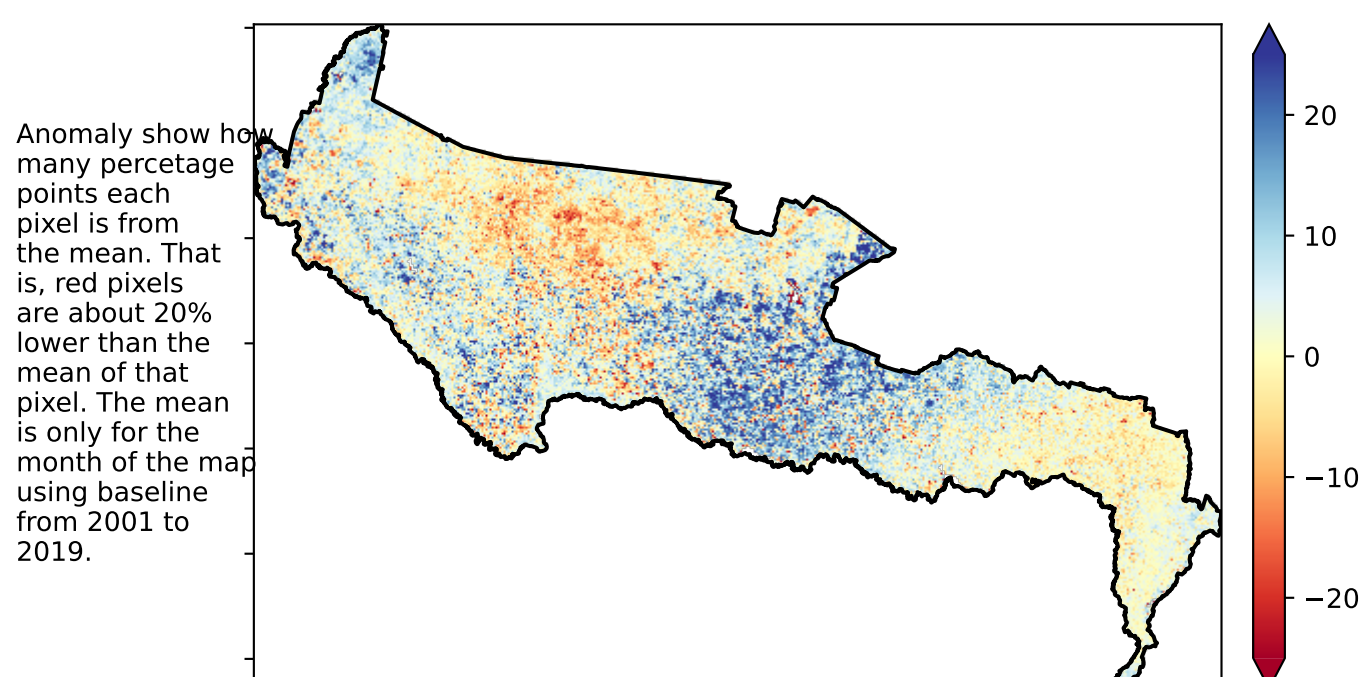 Anomaly show how
many percetage
points each
pixel is from
the mean. That
is, red pixels
are about 20%
lower than the
mean of that
pixel. The mean
is only for the
month of the map
using baseline
from 2001 to
2019.
20
10
0
−10
−20